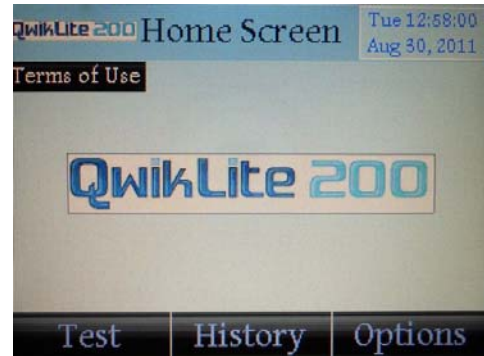 QwikLite 200 Home Screen
Tue 12:58:00
Aug 30, 2011
Terms of Use
QwikLite 200
Test History Options